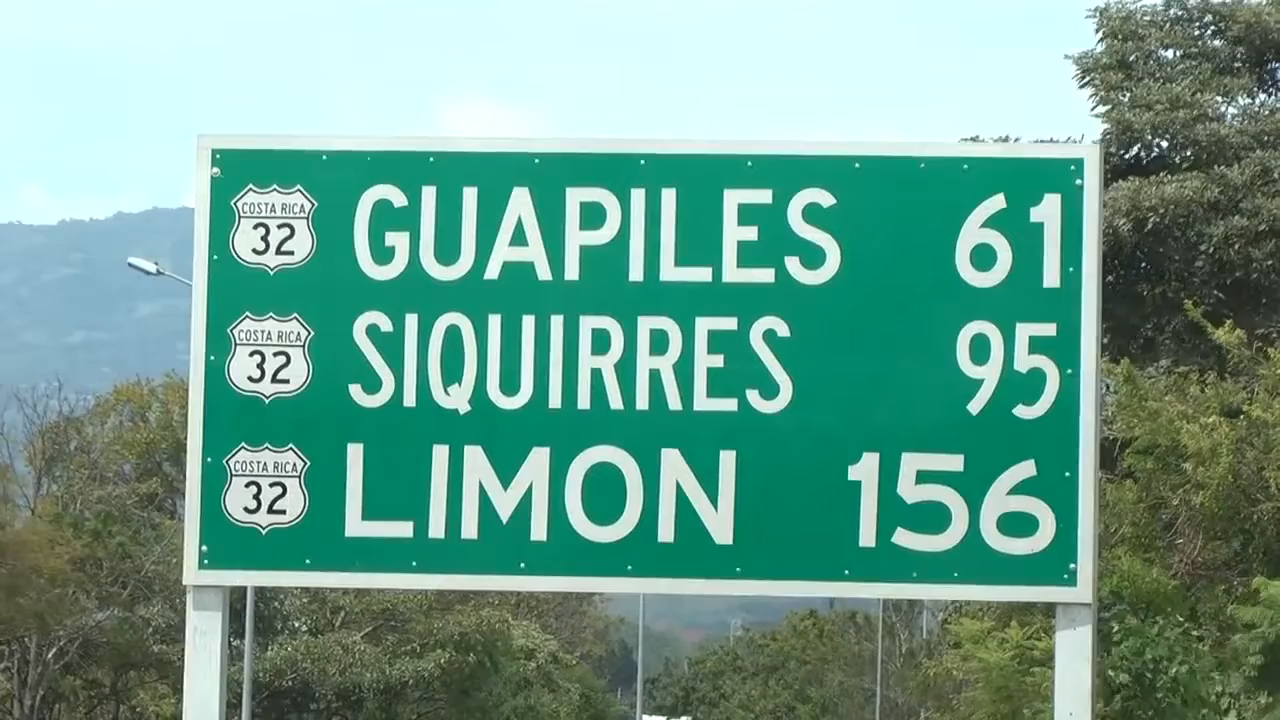 COSTA RICA 32 GUAPILES 61
COSTA RICA 32 SIQUIRRES 95
COSTA RICA 32 LIMON 156